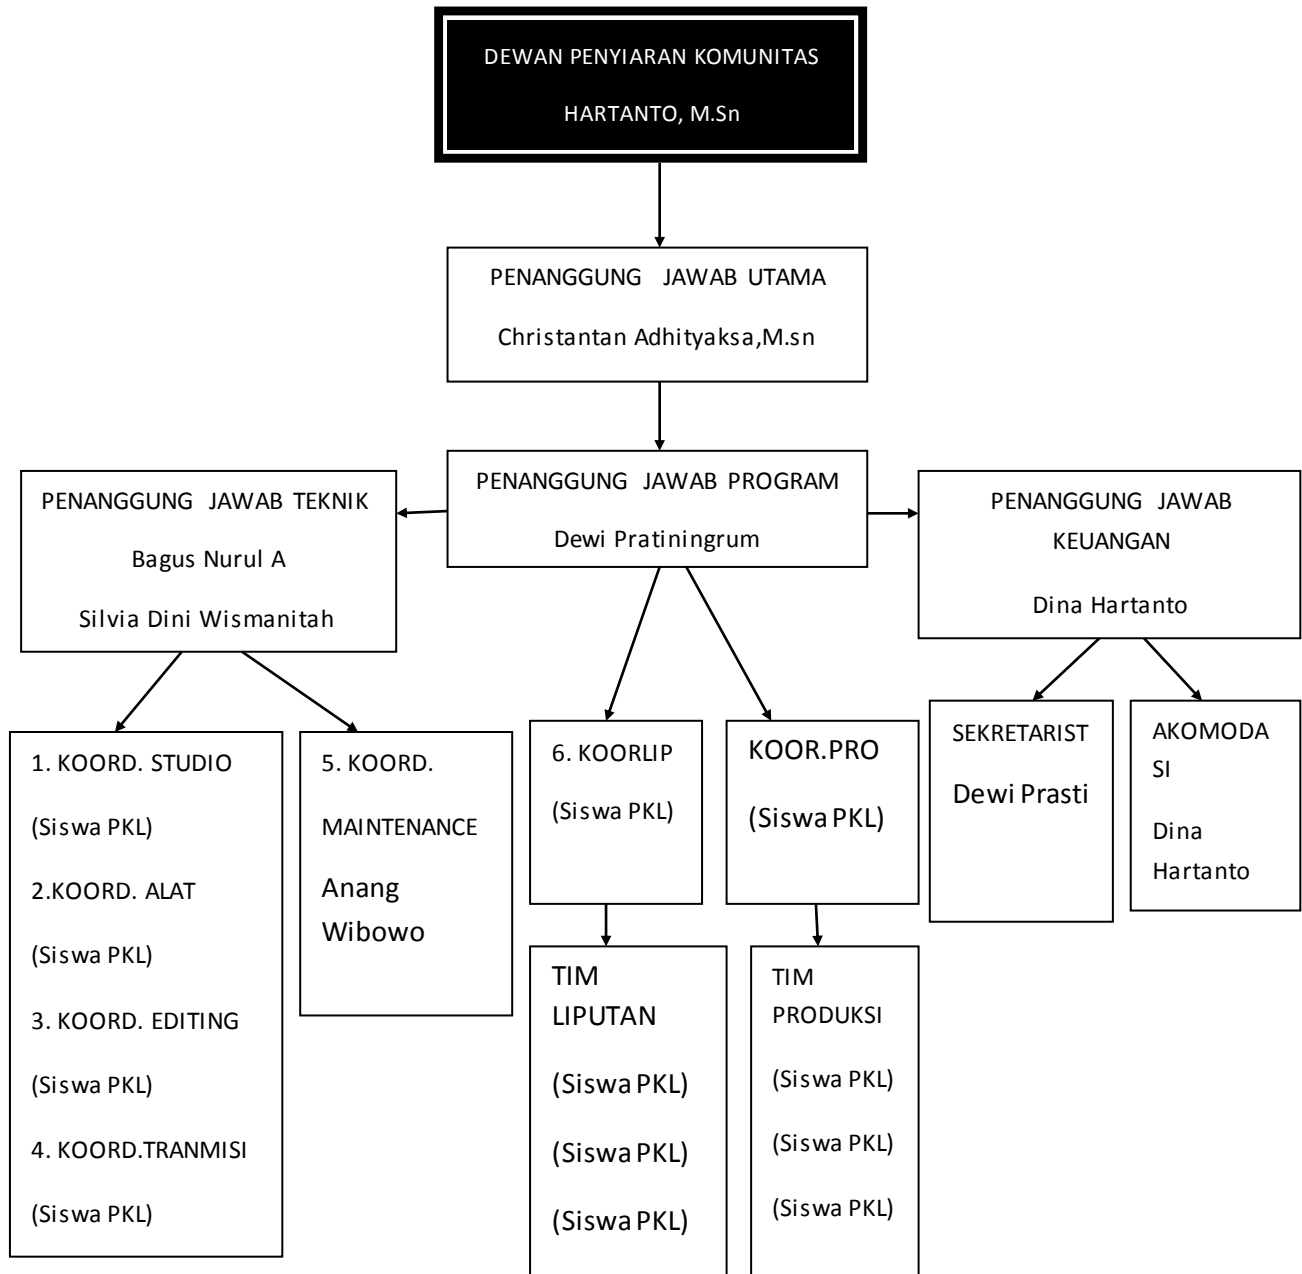 DEWAN PENYIARAN KOMUNITAS
HARTANTO, M.Sn
PENANGGUNG JAWAB UTAMA
Christantan Adhityaksa,M.sn
PENANGGUNG JAWAB PROGRAM
Dewi Pratiningrum
PENANGGUNG JAWAB TEKNIK
Bagus Nurul A
Silvia Dini Wismanitah
PENANGGUNG JAWAB
KEUANGAN
Dina Hartanto
1. KOORD. STUDIO
(Siswa PKL)
2.KOORD. ALAT
(Siswa PKL)
3. KOORD. EDITING
(Siswa PKL)
4. KOORD.TRANMISI
(Siswa PKL)
5. KOORD.
MAINTENANCE
Anang
Wibowo
6. KOORLIP
(Siswa PKL)
KOOR.PRO
(Siswa PKL)
SEKRETARIST
Dewi Prasti
AKOMODA
SI
Dina
Hartanto
TIM
LIPUTAN
(Siswa PKL)
(Siswa PKL)
(Siswa PKL)
TIM
PRODUKSI
(Siswa PKL)
(Siswa PKL)
(Siswa PKL)